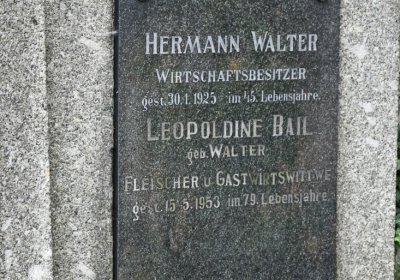 HERMANN WALTER
WIRTSCHAFTSBESITZER
gest. 30.1.1925 im 45. Lebensjahre.
LEOPOLDINE BAIL
geb. WALTER
FLEISCHER u GASTWIRTSWITWE
gest. 15.5.1953 im 79. Lebensjahre.